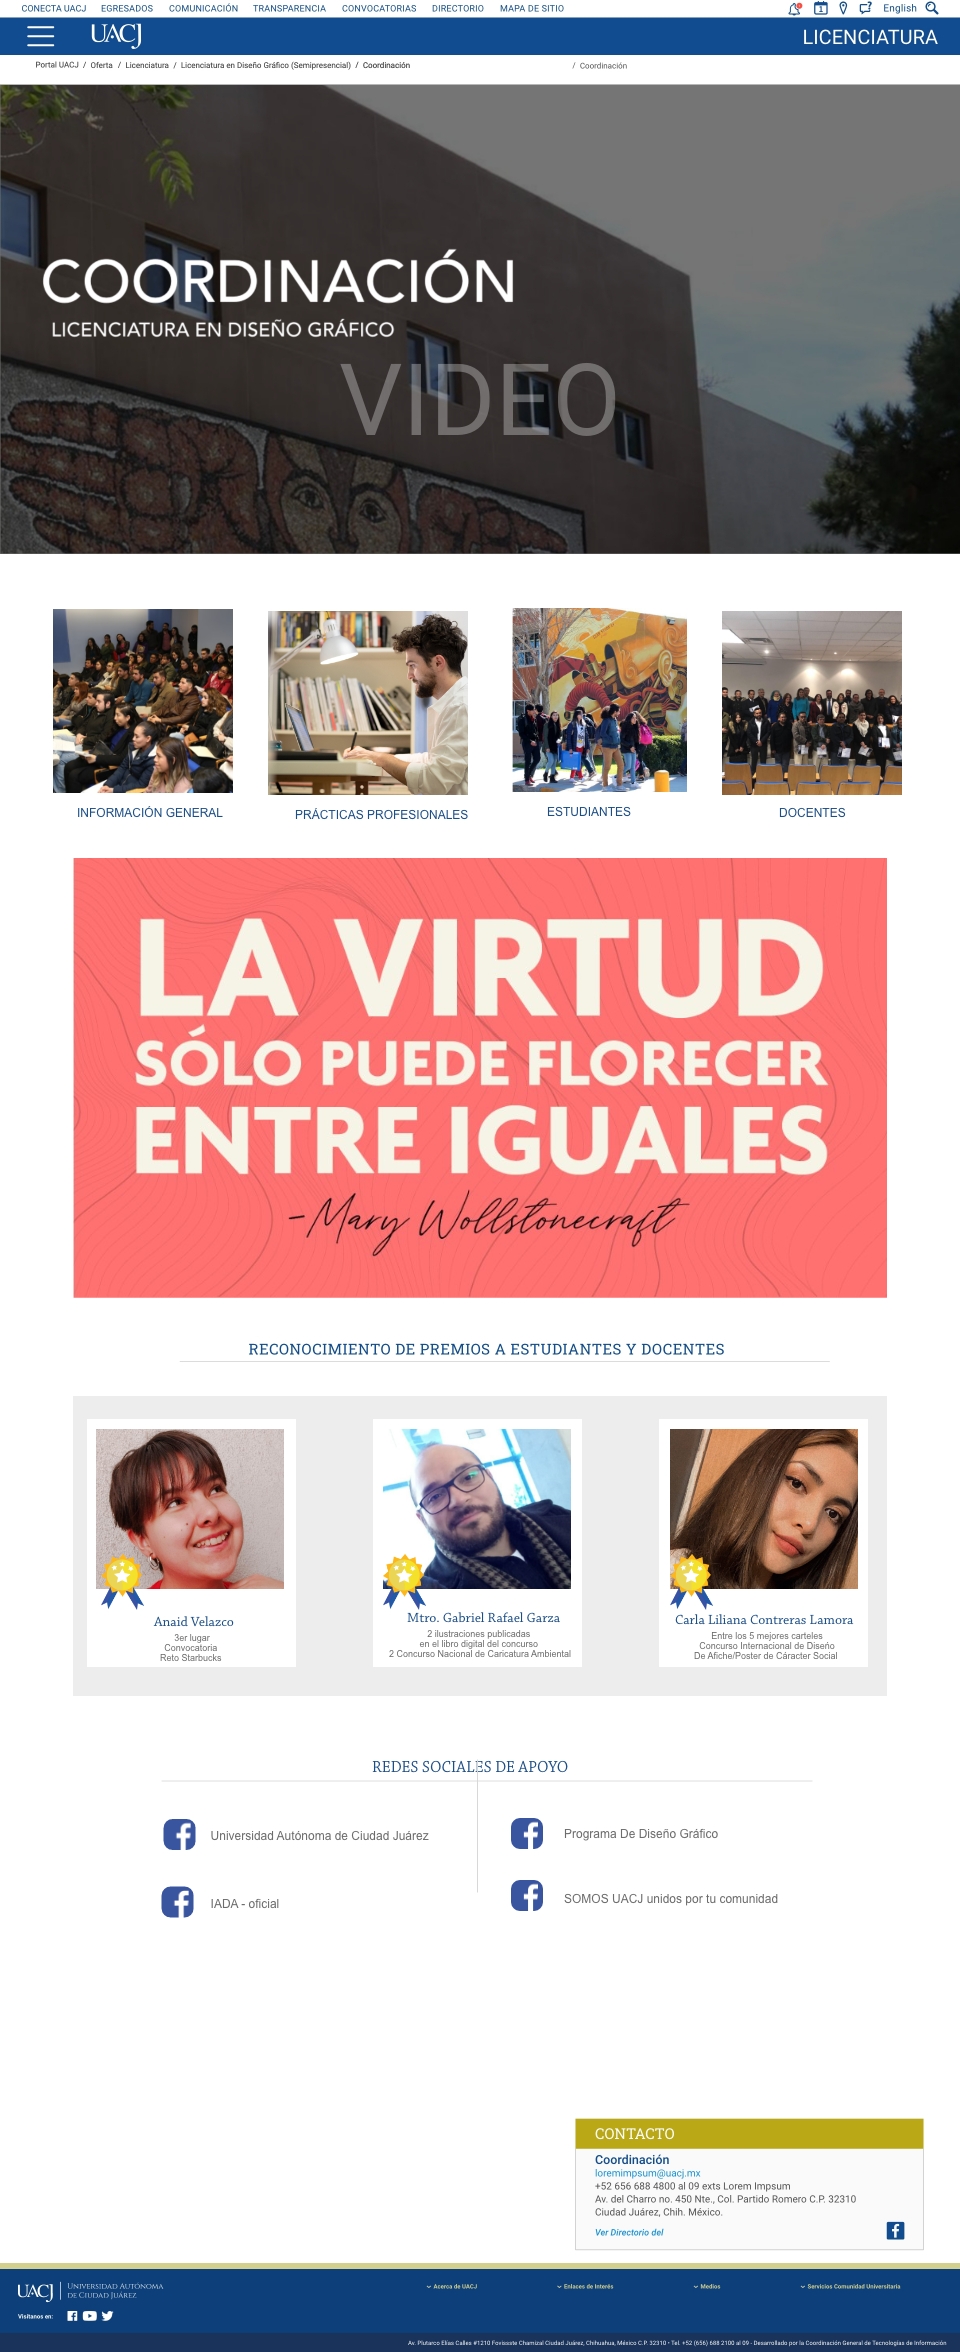 CONECTA UACJ EGRESADOS COMUNICACIÓN TRANSPARENCIA CONVOCATORIAS DIRECTORIO MAPA DE SITIO 1 English
UACJ LICENCIATURA
Portal UACJ / Oferta / Licenciatura / Licenciatura en Diseño Gráfico (Semipresencial) / Coordinación / Coordinación
COORDINACIÓN
LICENCIATURA EN DISEÑO GRÁFICO
VIDEO
INFORMACIÓN GENERAL PRÁCTICAS PROFESIONALES ESTUDIANTES DOCENTES
LA VIRTUD
SÓLO PUEDE FLORECER
ENTRE IGUALES
-Mary Wollstonecraft
RECONOCIMIENTO DE PREMIOS A ESTUDIANTES Y DOCENTES
Anaid Velazco
3er lugar
Convocatoria
Reto Starbucks
Mtro. Gabriel Rafael Garza
2 ilustraciones publicadas
en el libro digital del concurso
2 Concurso Nacional de Caricatura Ambiental
Carla Liliana Contreras Lamora
Entre los 5 mejores carteles
Concurso Internacional de Diseño
De Afiche/Poster de Cáracter Social
REDES SOCIALES DE APOYO
Universidad Autónoma de Ciudad Juárez
Programa De Diseño Gráfico
IADA - oficial
SOMOS UACJ unidos por tu comunidad
CONTACTO
Coordinación
loremimpsum@uacj.mx
+52 656 688 4800 al 09 exts Lorem Impsum
Av. del Charro no. 450 Nte., Col. Partido Romero C.P. 32310
Ciudad Juárez, Chih. México.
Ver Directorio del
UACJ UNIVERSIDAD AUTÓNOMA
DE CIUDAD JUÁREZ
Acerca de UACJ Enlaces de Interés Medios Servicios Comunidad Universitaria
Visítanos en:
Av. Plutarco Elías Calles #1210 Fovissste Chamizal Ciudad Juárez, Chihuahua, México C.P. 32310 • Tel. +52 (656) 688 2100 al 09 - Desarrollado por la Coordinación General de Tecnologías de Información